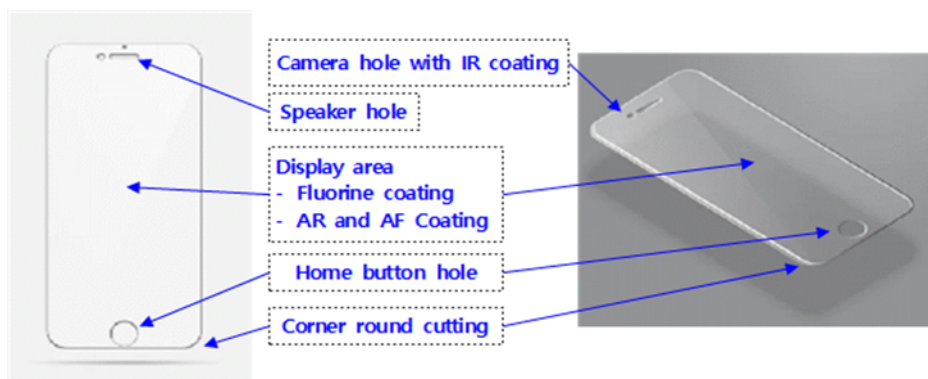 Camera hole with IR coating
Speaker hole
Display area
- Fluorine coating
- AR and AF Coating
Home button hole
Corner round cutting